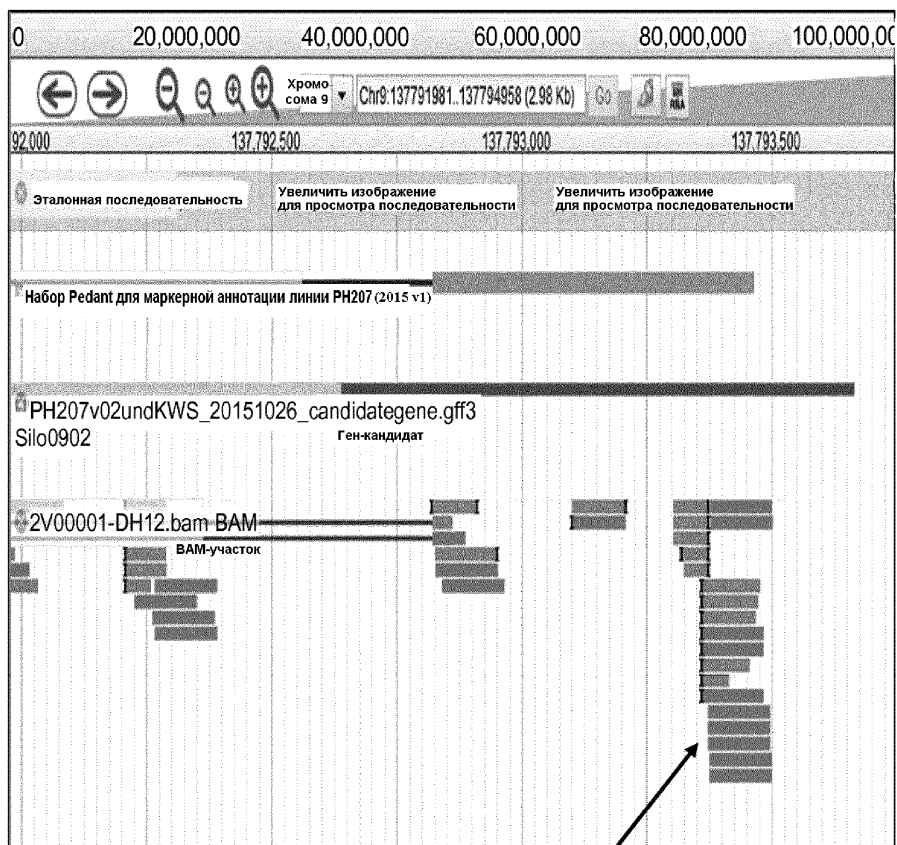 0 20,000,000 40,000,000 60,000,000 80,000,000 100,000,00
Хромо
сома 9 Chr9:137791981..137794958 (2.98 Kb) Go
92,000 137,792,500 137,793,000 137,793,500
Эталонная последовательность
Увеличить изображение
для просмотра последовательности
Увеличить изображение
для просмотра последовательности
Набор Pedant для маркерной аннотации линии PH207 (2015 v1)
PH207v02undKWS_20151026_candidategene.gff3
Silo0902 Ген-кандидат
2V00001-DH12.bam BAM
BAM-участок